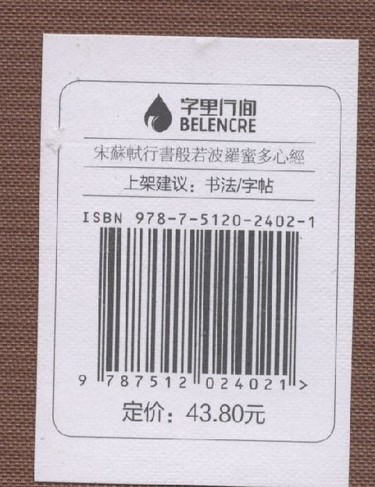 字里行间
BELENCRE
宋蘇軾行書般若波羅蜜多心經
上架建议：书法/字帖
ISBN 978-7-5120-2402-1
9 787512 024021 >
定价：43.80元